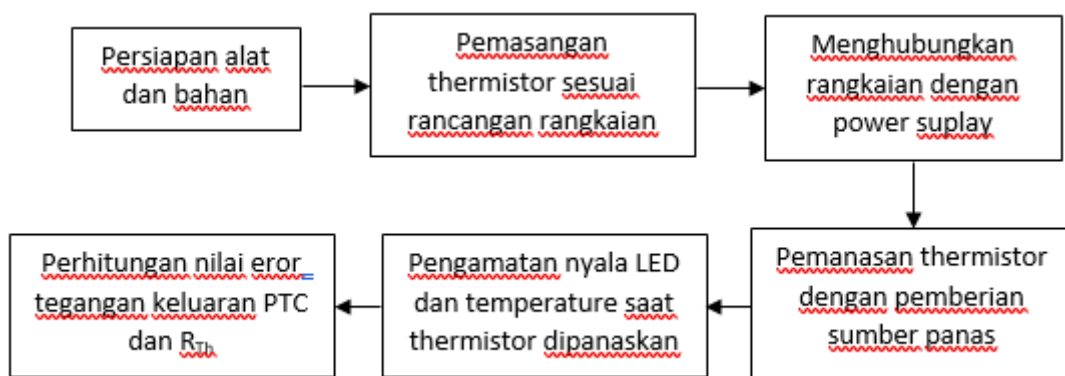 Persiapan alat
dan bahan
Pemasangan
thermistor sesuai
rancangan rangkaian
Menghubungkan
rangkaian dengan
power suplay
Pemanasan thermistor
dengan pemberian
sumber panas
Pengamatan nyala LED
dan temperature saat
thermistor dipanaskan
Perhitungan nilai eror
tegangan keluaran PTC
dan R_Th